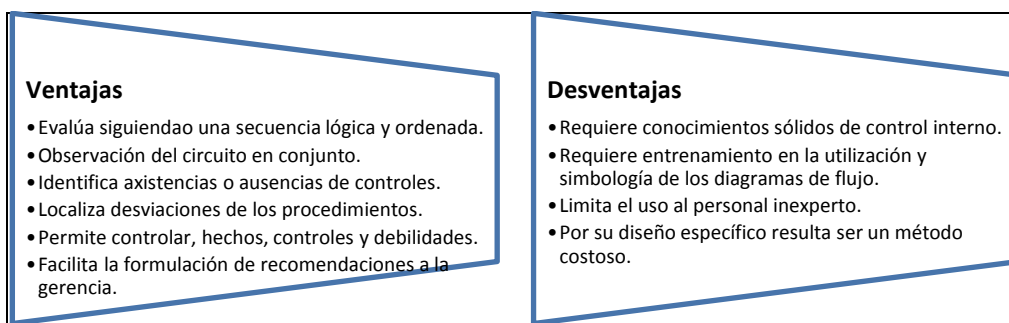 Ventajas
•Evalúa siguiendao una secuencia lógica y ordenada.
•Observación del circuito en conjunto.
•Identifica axistencias o ausencias de controles.
•Localiza desviaciones de los procedimientos.
•Permite controlar, hechos, controles y debilidades.
•Facilita la formulación de recomendaciones a la
gerencia.
Desventajas
•Requiere conocimientos sólidos de control interno.
•Requiere entrenamiento en la utilización y
simbología de los diagramas de flujo.
•Limita el uso al personal inexperto.
•Por su diseño específico resulta ser un método
costoso.